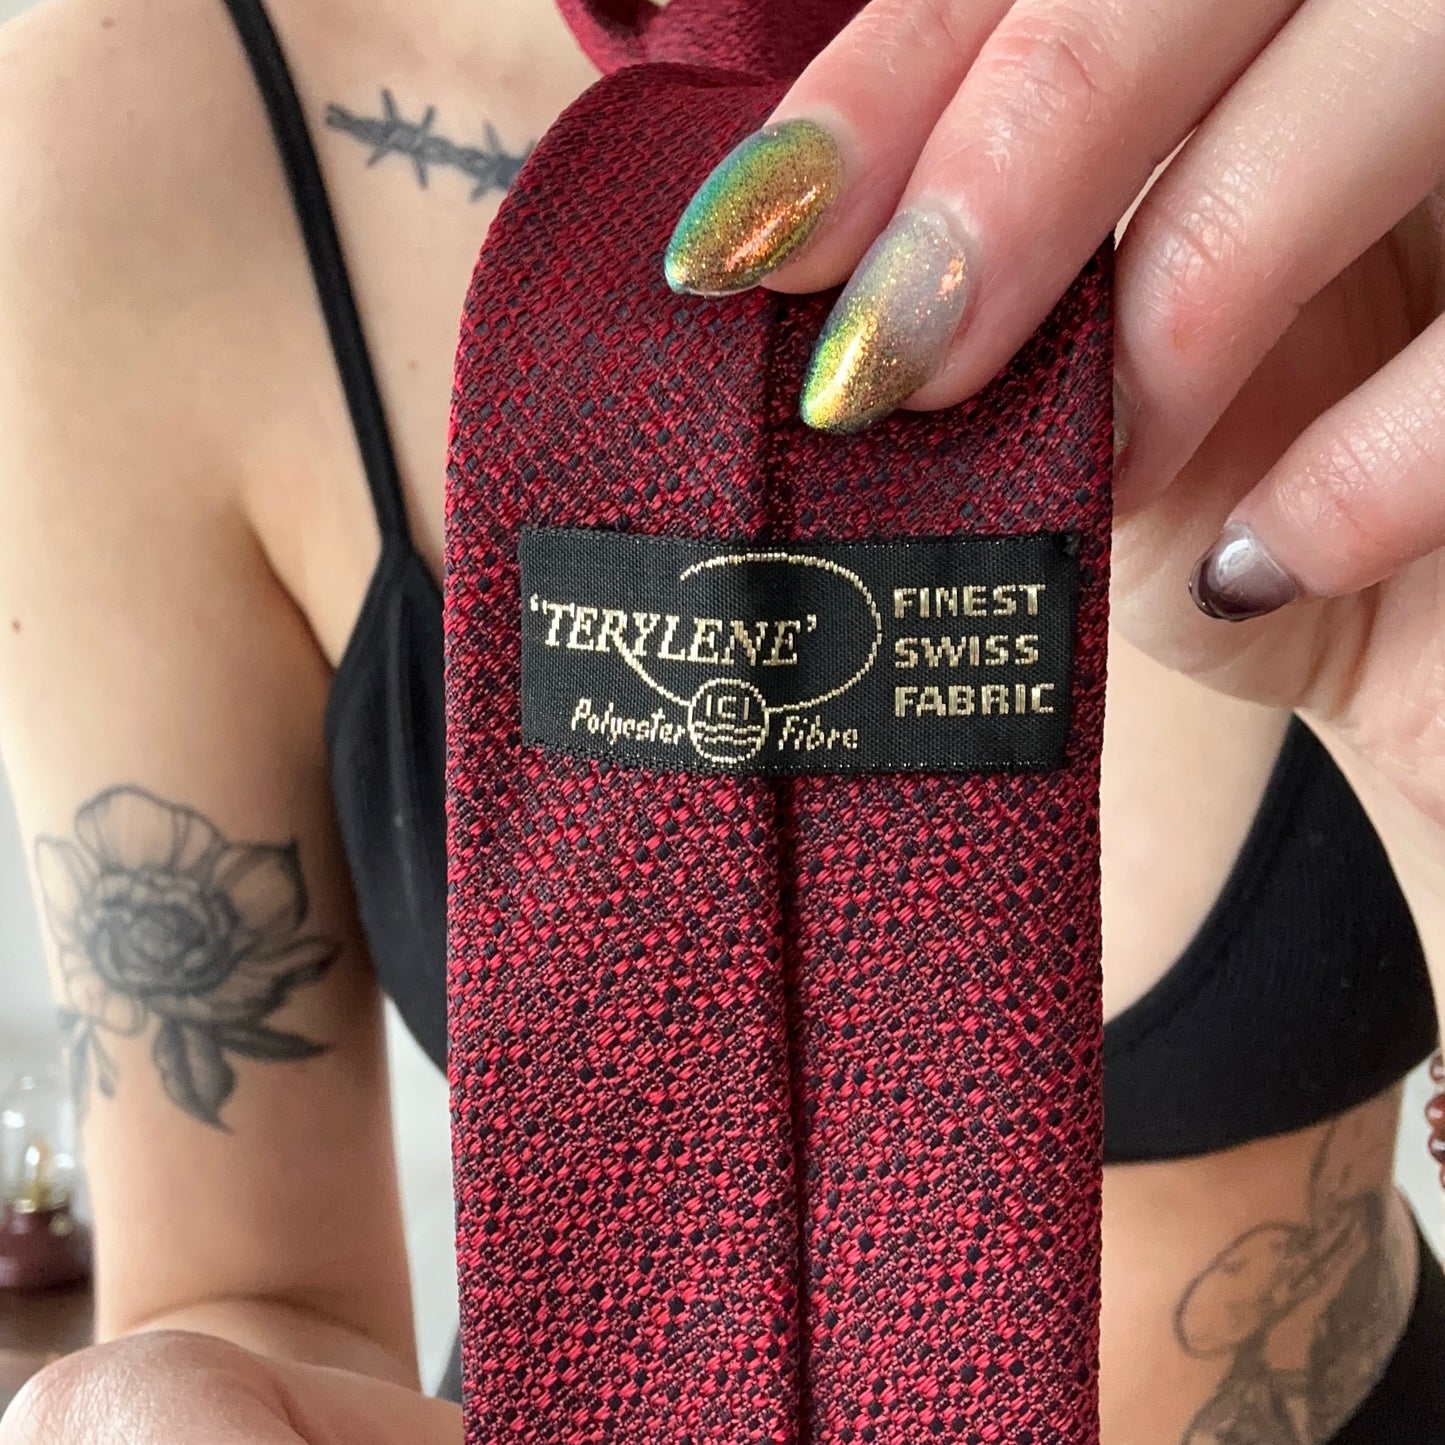 'TERYLENE'
Polyester ICI Fibre
FINEST
SWISS
FABRIC